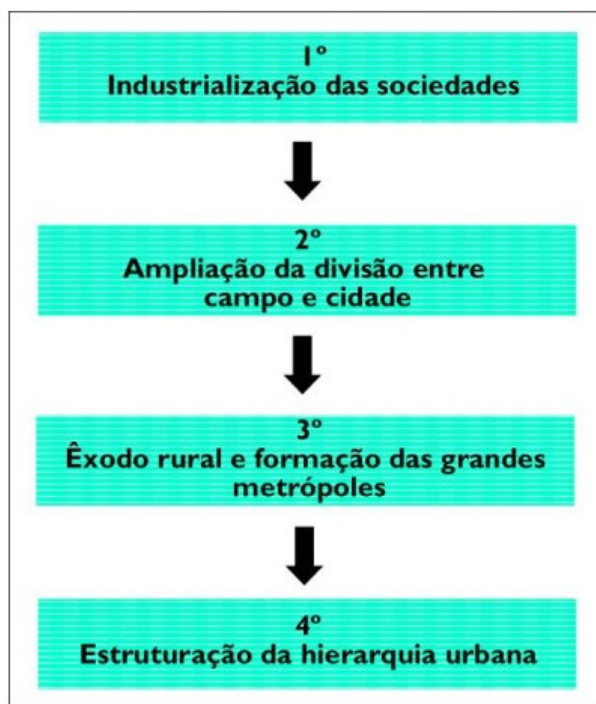 1º
Industrialização das sociedades
2º
Ampliação da divisão entre
campo e cidade
3º
Êxodo rural e formação das grandes
metrópoles
4º
Estruturação da hierarquia urbana